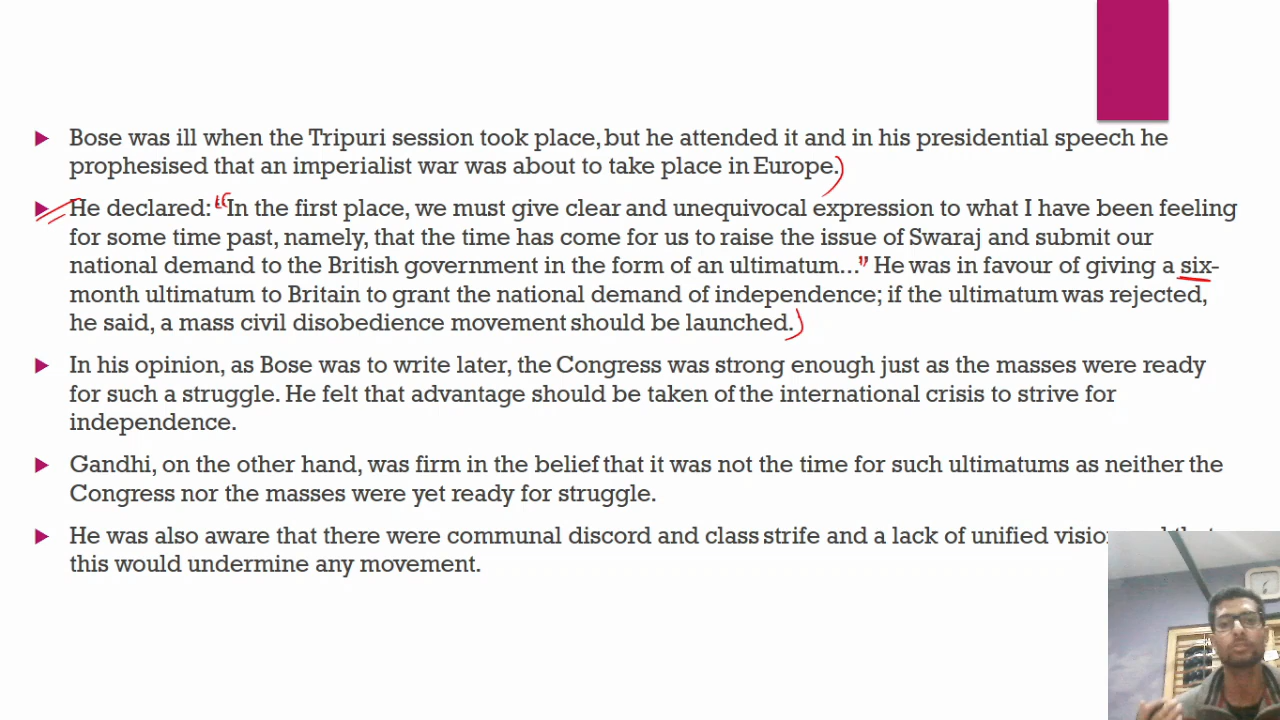 Bose was ill when the Tripuri session took place, but he attended it and in his presidential speech he
prophesised that an imperialist war was about to take place in Europe.
He declared: “In the first place, we must give clear and unequivocal expression to what I have been feeling
for some time past, namely, that the time has come for us to raise the issue of Swaraj and submit our
national demand to the British government in the form of an ultimatum...” He was in favour of giving a six-
month ultimatum to Britain to grant the national demand of independence; if the ultimatum was rejected,
he said, a mass civil disobedience movement should be launched.
In his opinion, as Bose was to write later, the Congress was strong enough just as the masses were ready
for such a struggle. He felt that advantage should be taken of the international crisis to strive for
independence.
Gandhi, on the other hand, was firm in the belief that it was not the time for such ultimatums as neither the
Congress nor the masses were yet ready for struggle.
He was also aware that there were communal discord and class strife and a lack of unified
this would undermine any movement.